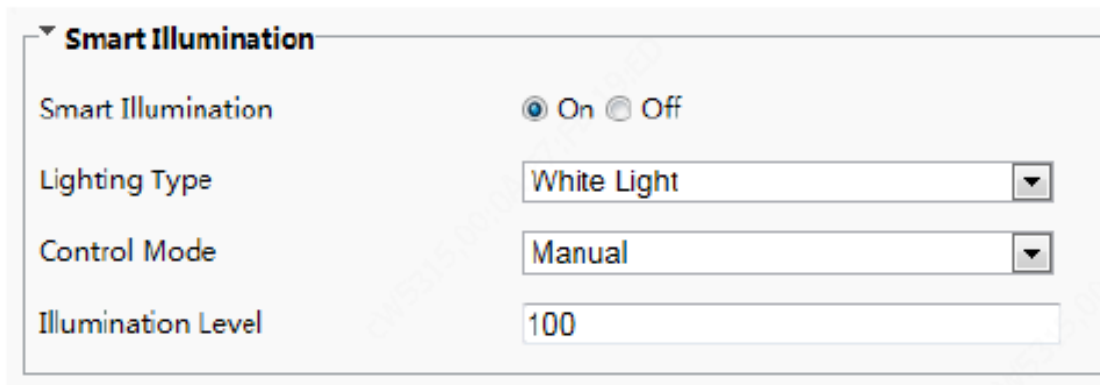 Smart Illumination
Smart Illumination On Off
Lighting Type White Light
Control Mode Manual
Illumination Level 100